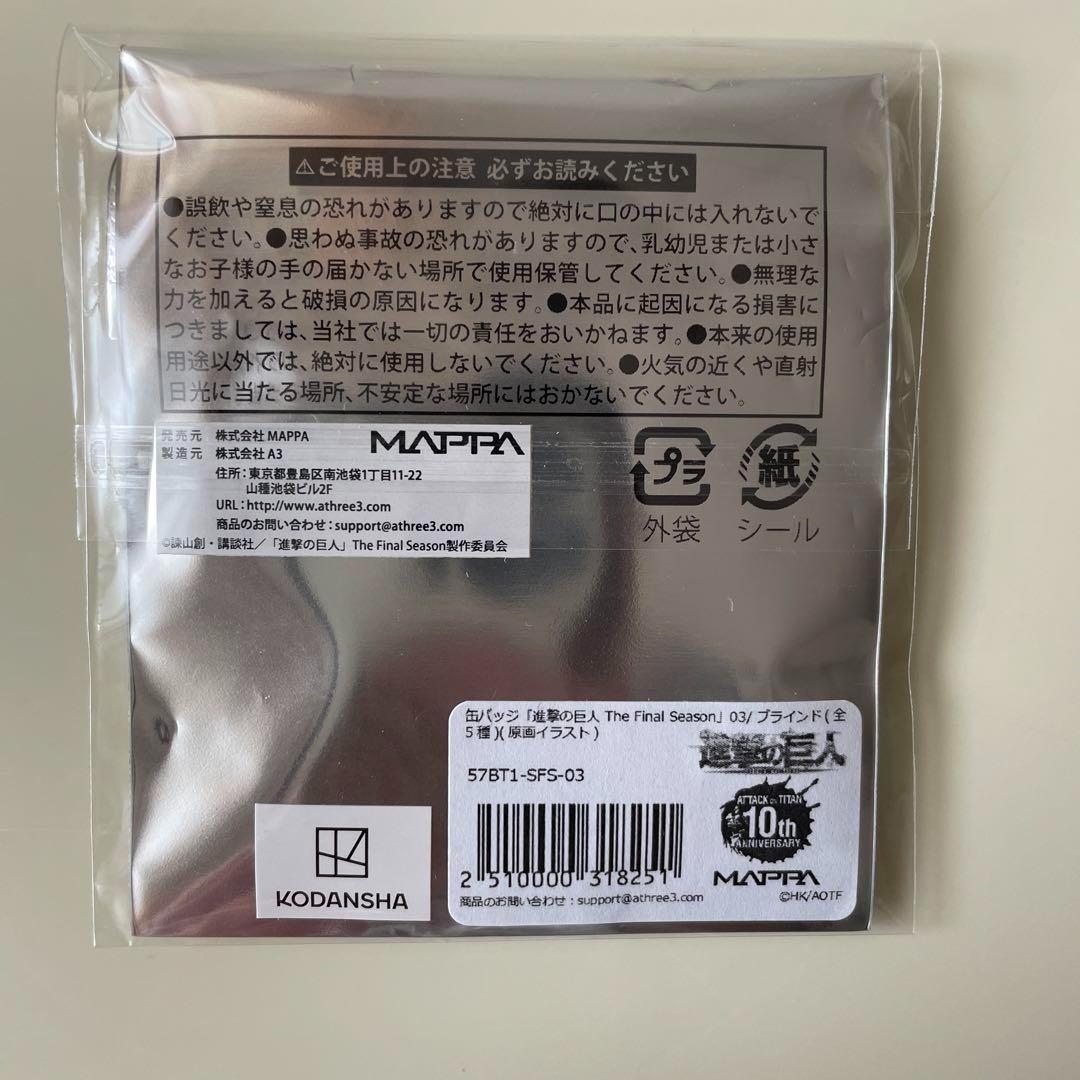 ⚠ご使用上の注意 必ずお読みください
●誤飲や窒息の恐れがありますので絶対に口の中には入れないで
ください。●思わぬ事故の恐れがありますので、乳幼児または小さ
なお子様の手の届かない場所で使用保管してください。●無理な
力を加えると破損の原因になります。●本品に起因になる損害に
つきましては、当社では一切の責任をおいかねます。●本来の使用
用途以外では、絶対に使用しないでください。●火気の近くや直射
日光に当たる場所、不安定な場所にはおかないでください。
発売元 株式会社 MAPPA
MAPPA
製造元 株式会社 A3
住所：東京都豊島区南池袋1丁目11-22
山種池袋ビル2F
URL：http://www.athree3.com
商品のお問い合わせ：support@athree3.com
©諫山創・講談社／「進撃の巨人」The Final Season製作委員会
プラ
外袋
紙
シール
缶バッジ「進撃の巨人 The Final Season」03/ ブラインド( 全
5 種 )( 原画イラスト )
進撃の巨人
57BT1-SFS-03
ATTACK ON TITAN
10th
ANNIVERSARY
2 510000 318251
MAPPA
商品のお問い合わせ：support@athree3.com
©HK/AOTF
KODANSHA